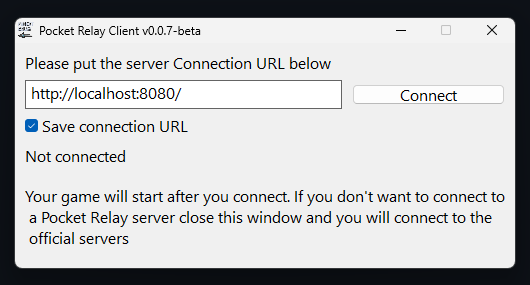 Pocket Relay Client v0.0.7-beta
Please put the server Connection URL below
http://localhost:8080/
Connect
Save connection URL
Not connected
Your game will start after you connect. If you don't want to connect to
a Pocket Relay server close this window and you will connect to the
official servers